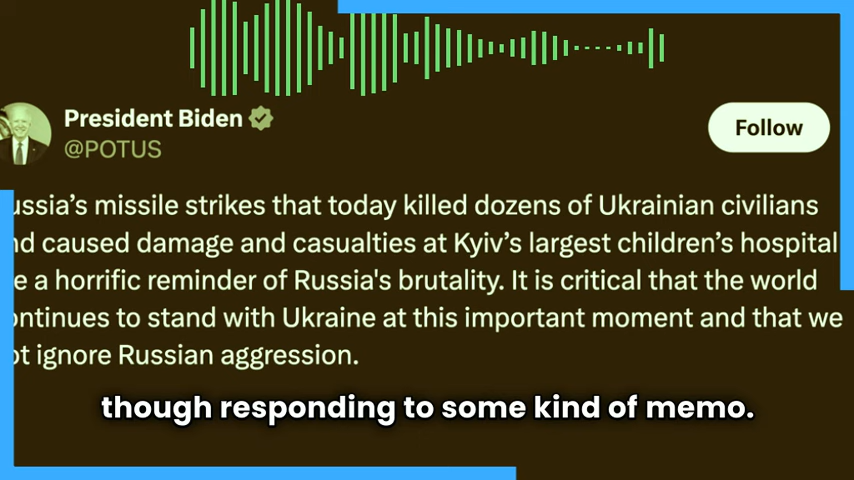 President Biden
@POTUS
Follow
ussia’s missile strikes that today killed dozens of Ukrainian civilians
nd caused damage and casualties at Kyiv’s largest children’s hospital
e a horrific reminder of Russia's brutality. It is critical that the world
ontinues to stand with Ukraine at this important moment and that we
ot ignore Russian aggression.
though responding to some kind of memo.